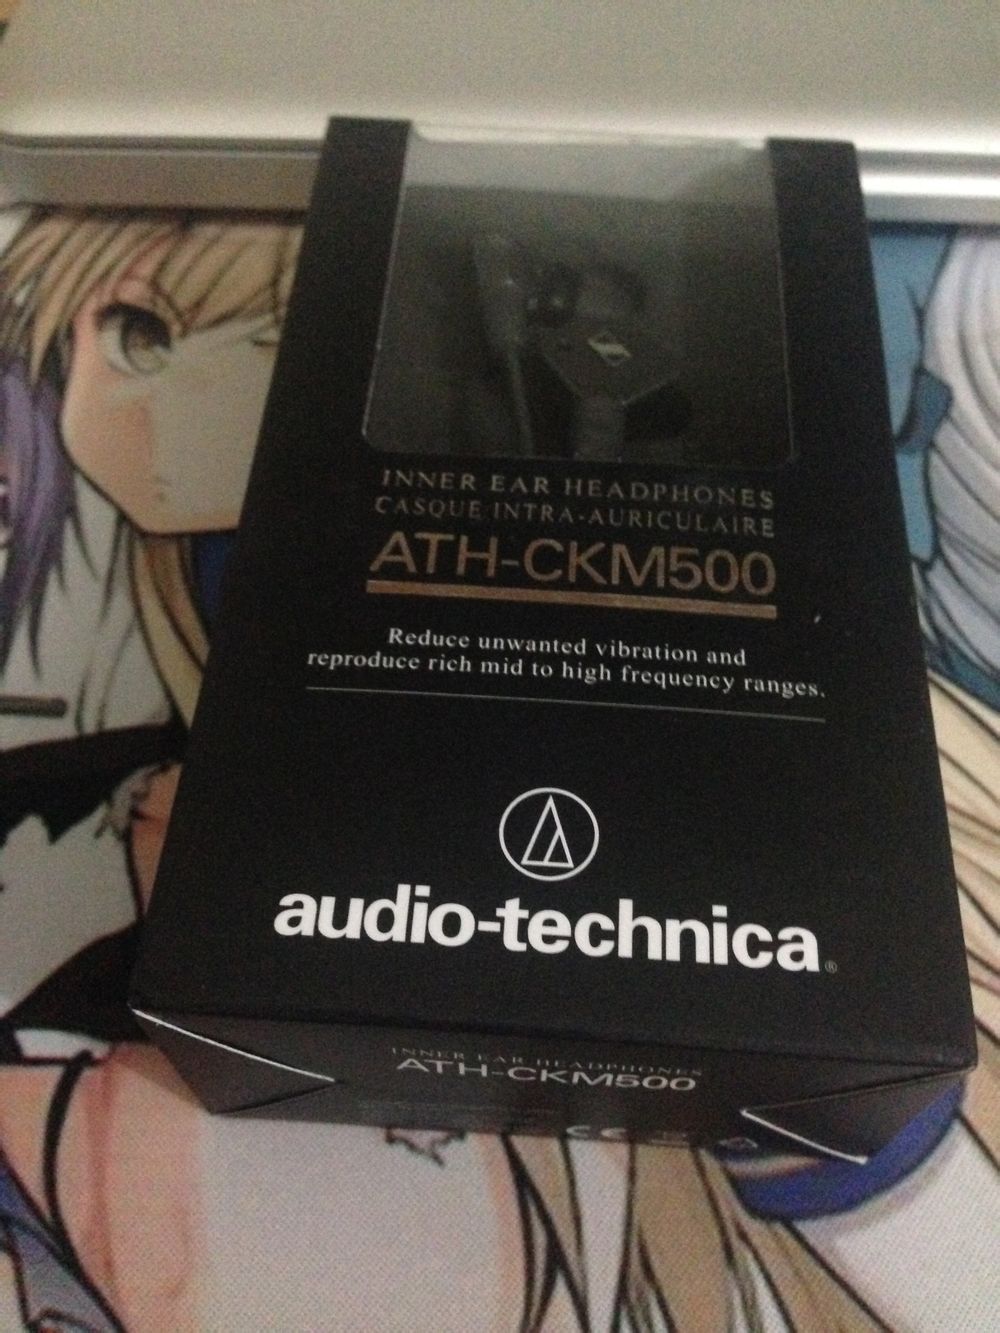 INNER EAR HEADPHONES
CASQUE INTRA-AURICULAIRE
ATH-CKM500
Reduce unwanted vibration and
reproduce rich mid to high frequency ranges.
audio-technica®
INNER EAR HEADPHONES
ATH-CKM500